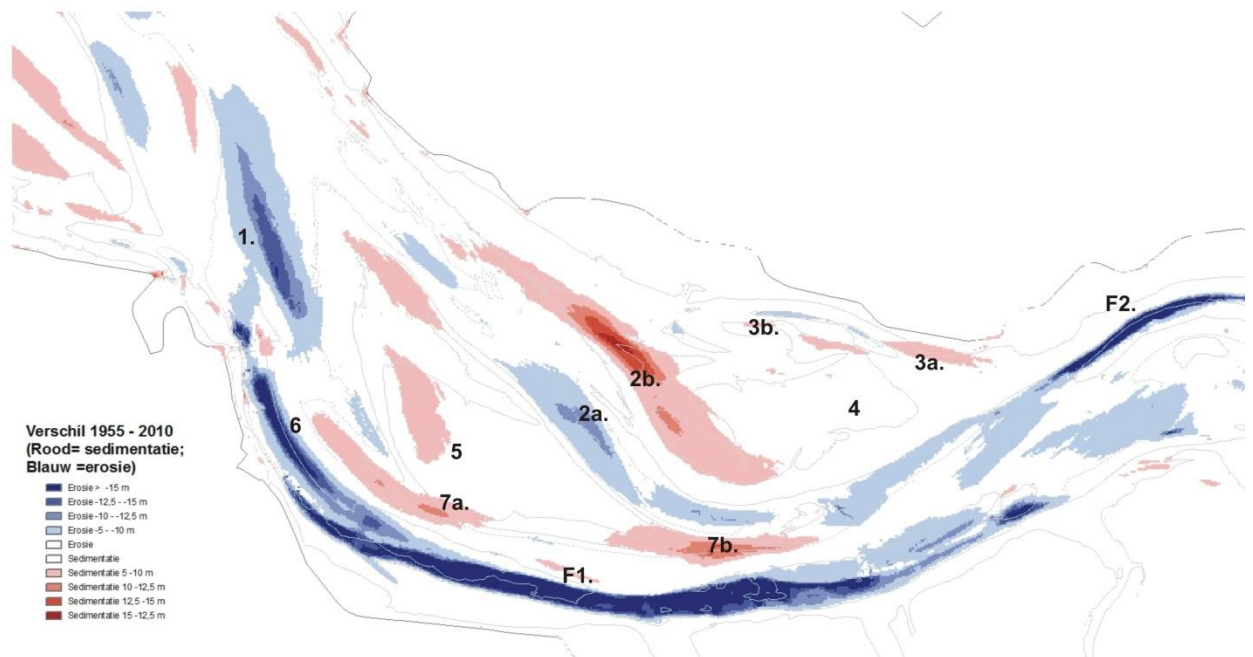 1.
F2.
3b.
3a.
2b.
2a.
4
6
5
7a.
7b.
F1.
Verschil 1955 - 2010
(Rood= sedimentatie;
Blauw =erosie)
Erosie > -15 m
Erosie -12,5 - -15 m
Erosie -10 - -12,5 m
Erosie -5 - -10 m
Erosie
Sedimentatie
Sedimentatie 5 -10 m
Sedimentatie 10 -12,5 m
Sedimentatie 12,5 -15 m
Sedimentatie 15 -12,5 m